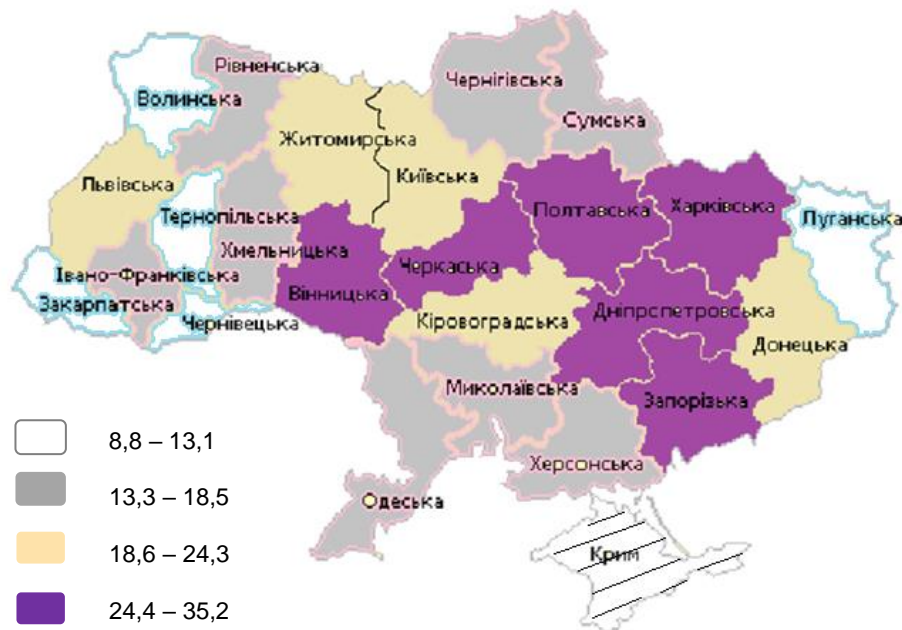 Рівненська
Волинська
Чернігівська
Сумська
Житомирська
Київська
Львівська
Тернопільська
Хмельницька
Полтавська
Харківська
Луганська
Івано-Франківська
Закарпатська
Чернівецька
Вінницька
Черкаська
Кіровоградська
Дніпрспетровська
Донецька
Миколаївська
Запорізька
Херсонська
Одеська
Крим
8,8 – 13,1
13,3 – 18,5
18,6 – 24,3
24,4 – 35,2